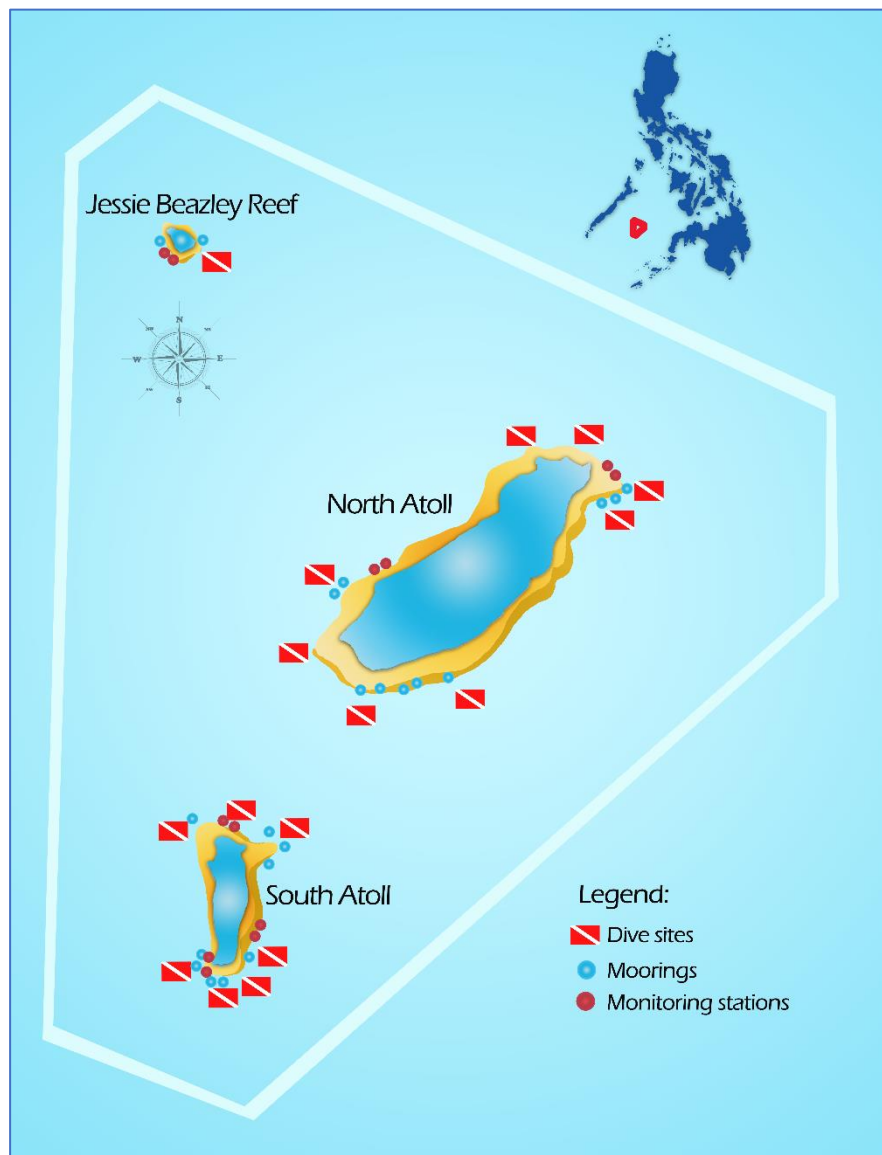 Jessie Beazley Reef
N
W
E
S
North Atoll
South Atoll
Legend:
Dive sites
Moorings
Monitoring stations